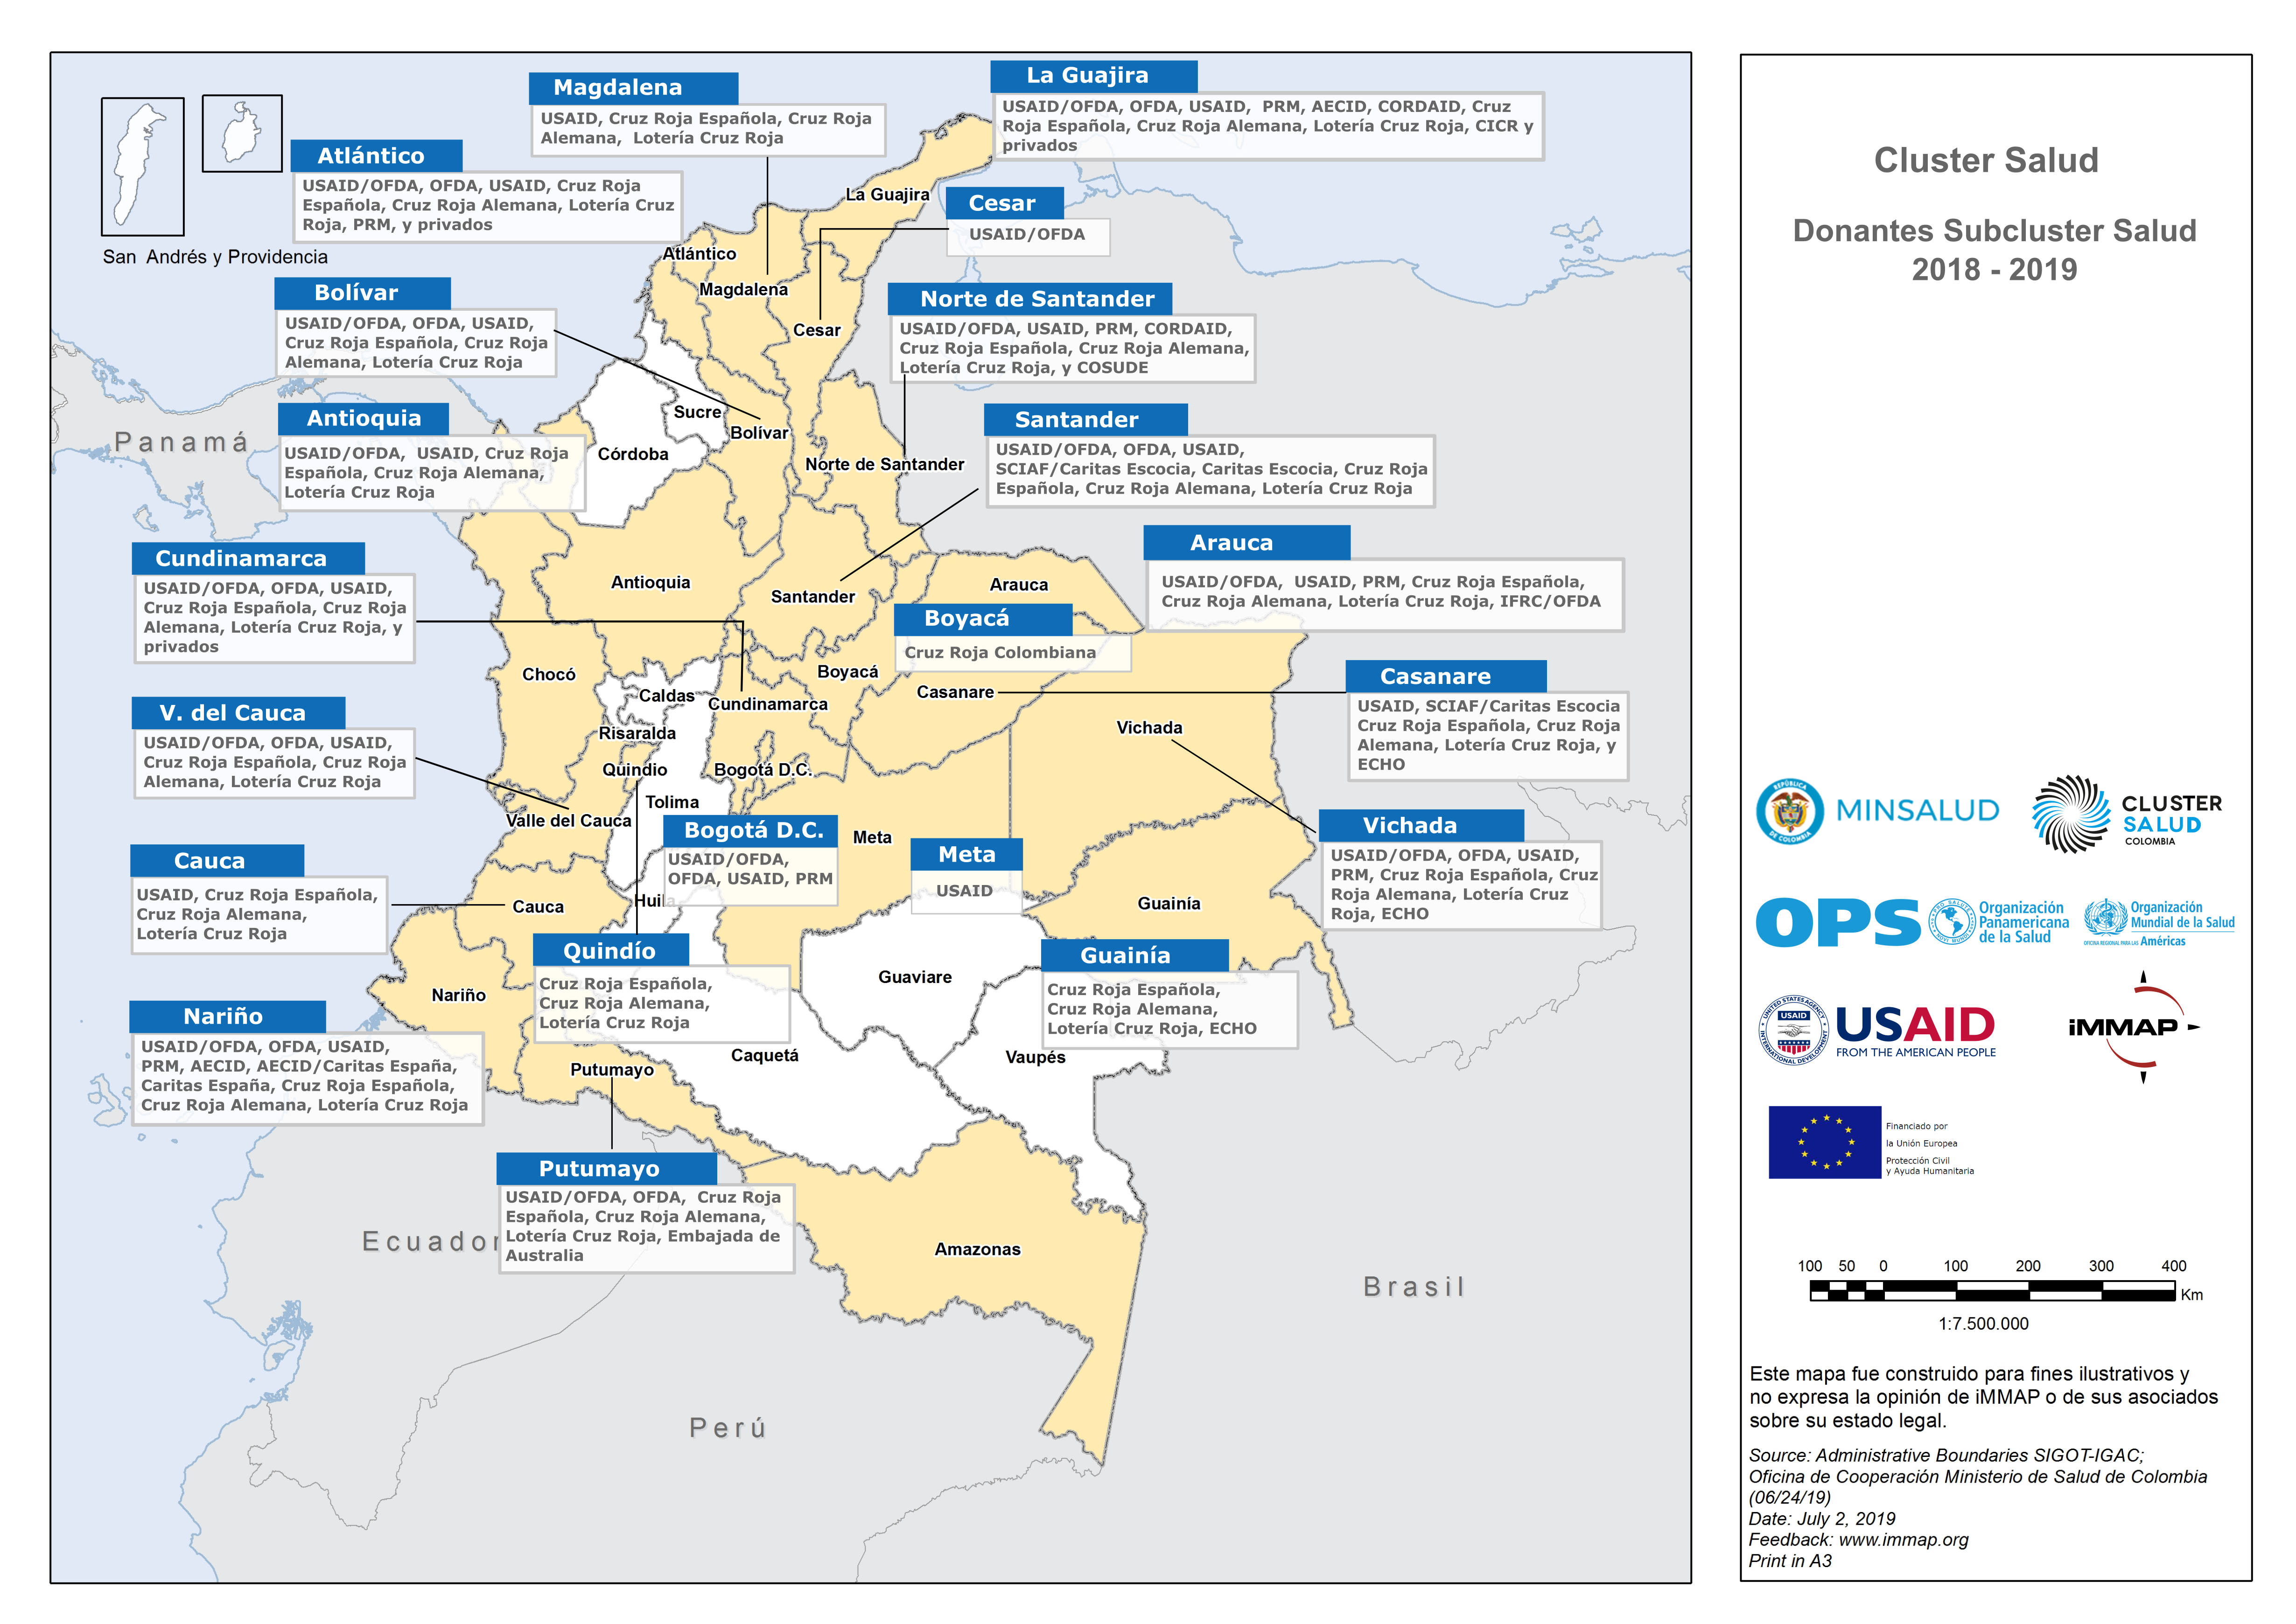 Magdalena
USAID, Cruz Roja Española, Cruz Roja
Alemana, Lotería Cruz Roja
La Guajira
USAID/OFDA, OFDA, USAID, PRM, AECID, CORDAID, Cruz
Roja Española, Cruz Roja Alemana, Lotería Cruz Roja, CICR y
privados
Atlántico
USAID/OFDA, OFDA, USAID, Cruz Roja
Española, Cruz Roja Alemana, Lotería Cruz
Roja, PRM, y privados
San Andrés y Providencia
Cesar
USAID/OFDA
Bolívar
USAID/OFDA, OFDA, USAID,
Cruz Roja Española, Cruz Roja
Alemana, Lotería Cruz Roja
Norte de Santander
USAID/OFDA, USAID, PRM, CORDAID,
Cruz Roja Española, Cruz Roja Alemana,
Lotería Cruz Roja, y COSUDE
Antioquia
USAID/OFDA, USAID, Cruz Roja
Española, Cruz Roja Alemana,
Lotería Cruz Roja
Santander
USAID/OFDA, OFDA, USAID,
SCIAF/Caritas Escocia, Caritas Escocia, Cruz Roja
Española, Cruz Roja Alemana, Lotería Cruz Roja
Cundinamarca
USAID/OFDA, OFDA, USAID,
Cruz Roja Española, Cruz Roja
Alemana, Lotería Cruz Roja, y
privados
Arauca
USAID/OFDA, USAID, PRM, Cruz Roja Española,
Cruz Roja Alemana, Lotería Cruz Roja, IFRC/OFDA
Boyacá
Cruz Roja Colombiana
Casanare
USAID, SCIAF/Caritas Escocia
Cruz Roja Española, Cruz Roja
Alemana, Lotería Cruz Roja, y
ECHO
V. del Cauca
USAID/OFDA, OFDA, USAID,
Cruz Roja Española, Cruz Roja
Alemana, Lotería Cruz Roja
Bogotá D.C.
USAID/OFDA,
OFDA, USAID, PRM
Meta
USAID
Vichada
USAID/OFDA, OFDA, USAID,
PRM, Cruz Roja Española, Cruz
Roja Alemana, Lotería Cruz
Roja, ECHO
Cauca
USAID, Cruz Roja Española,
Cruz Roja Alemana,
Lotería Cruz Roja
Quindío
Cruz Roja Española,
Cruz Roja Alemana,
Lotería Cruz Roja
Guainía
Cruz Roja Española,
Cruz Roja Alemana,
Lotería Cruz Roja, ECHO
Nariño
USAID/OFDA, OFDA, USAID,
PRM, AECID, AECID/Caritas España,
Caritas España, Cruz Roja Española,
Cruz Roja Alemana, Lotería Cruz Roja
Putumayo
USAID/OFDA, OFDA, Cruz Roja
Española, Cruz Roja Alemana,
Lotería Cruz Roja, Embajada de
Australia
La Guajira
Atlántico
Magdalena
Cesar
Sucre
Bolívar
Córdoba
Norte de Santander
Antioquia
Santander
Arauca
Chocó
Boyacá
Casanare
Caldas
Cundinamarca
Risaralda
Vichada
Quindio
Bogotá D.C.
Tolima
Valle del Cauca
Meta
Huila
Cauca
Guainía
Guaviare
Nariño
Caquetá
Vaupés
Putumayo
Amazonas
Panamá
Ecuador
Perú
Brasil
Cluster Salud
Donantes Subcluster Salud
2018 - 2019
REPÚBLICA
DE COLOMBIA
MINSALUD
CLUSTER
SALUD
COLOMBIA
OPS
Organización
Panamericana
de la Salud
Organización
Mundial de la Salud
OFICINA REGIONAL PARA LAS Américas
UNITED STATES AGENCY
INTERNATIONAL DEVELOPMENT
USAID
USAID
FROM THE AMERICAN PEOPLE
iMMAP
Financiado por
la Unión Europea
Protección Civil
y Ayuda Humanitaria
100 50 0 100 200 300 400
Km
1:7.500.000
Este mapa fue construido para fines ilustrativos y
no expresa la opinión de iMMAP o de sus asociados
sobre su estado legal.
Source: Administrative Boundaries SIGOT-IGAC;
Oficina de Cooperación Ministerio de Salud de Colombia
(06/24/19)
Date: July 2, 2019
Feedback: www.immap.org
Print in A3